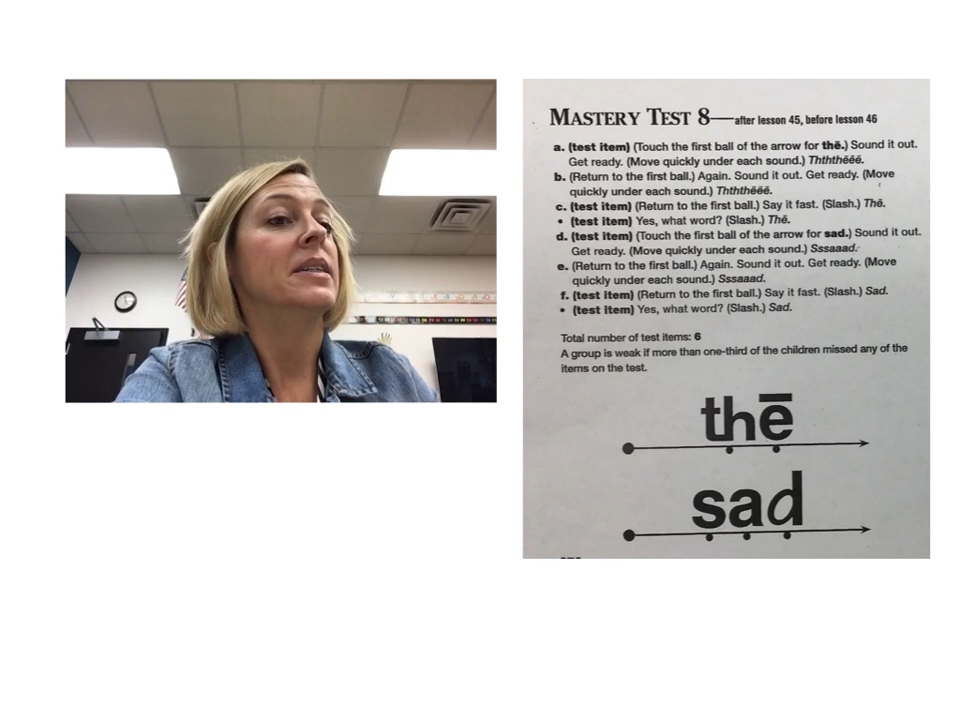 MASTERY TEST 8—after lesson 45, before lesson 46
a. (test item) (Touch the first ball of the arrow for thē.) Sound it out.
Get ready. (Move quickly under each sound.) Thththēēē.
b. (Return to the first ball.) Again. Sound it out. Get ready. (Move
quickly under each sound.) Thththēēē.
c. (test item) (Return to the first ball.) Say it fast. (Slash.) Thē.
• (test item) Yes, what word? (Slash.) Thē.
d. (test item) (Touch the first ball of the arrow for sad.) Sound it out.
Get ready. (Move quickly under each sound.) Sssaaad.
e. (Return to the first ball.) Again. Sound it out. Get ready. (Move
quickly under each sound.) Sssaaad.
f. (test item) (Return to the first ball.) Say it fast. (Slash.) Sad.
• (test item) Yes, what word? (Slash.) Sad.
Total number of test items: 6
A group is weak if more than one-third of the children missed any of the
items on the test.
thē
sad